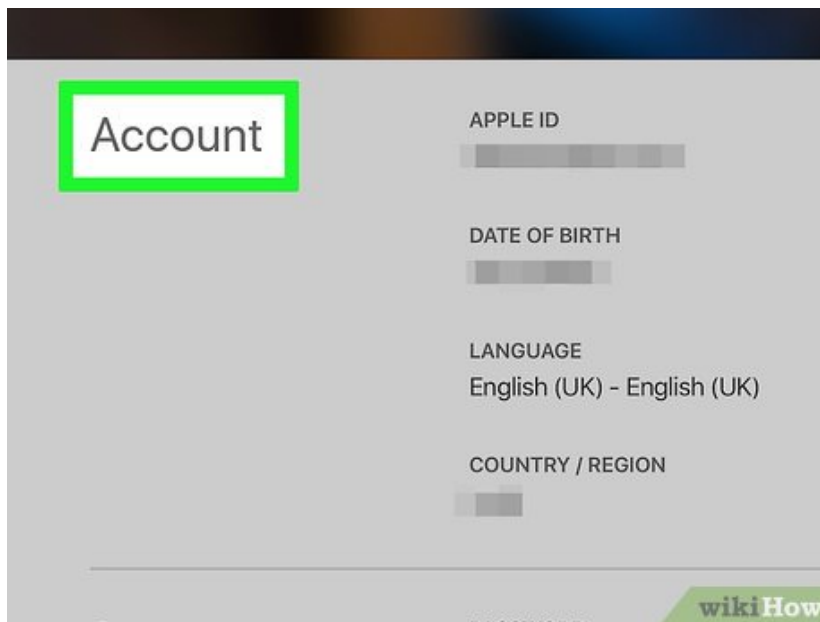 Account
APPLE ID
DATE OF BIRTH
LANGUAGE
English (UK) - English (UK)
COUNTRY / REGION
wikiHow